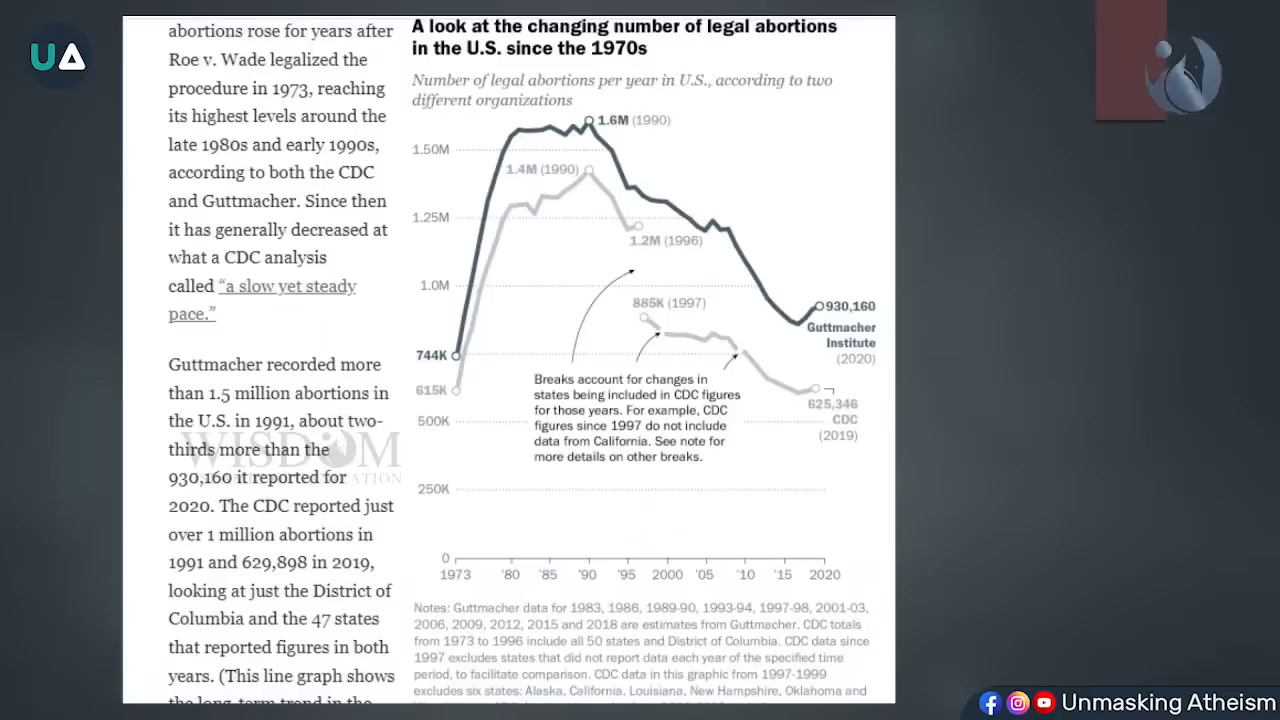 UA
abortions rose for years after
Roe v. Wade legalized the
procedure in 1973, reaching
its highest levels around the
late 1980s and early 1990s,
according to both the CDC
and Guttmacher. Since then
it has generally decreased at
what a CDC analysis
called “a slow yet steady
pace.”
Guttmacher recorded more
than 1.5 million abortions in
the U.S. in 1991, about two-
thirds more than the
930,160 it reported for
2020. The CDC reported just
over 1 million abortions in
1991 and 629,898 in 2019,
looking at just the District of
Columbia and the 47 states
that reported figures in both
years. (This line graph shows
the long-term trend in the
WISDOM
A look at the changing number of legal abortions
in the U.S. since the 1970s
Number of legal abortions per year in U.S., according to two
different organizations
1.6M (1990)
1.50M
1.4M (1990)
1.25M
1.2M (1996)
1.0M
885K (1997)
930,160
Guttmacher
Institute
(2020)
744K
615K
Breaks account for changes in
states being included in CDC figures
for those years. For example, CDC
figures since 1997 do not include
data from California. See note for
more details on other breaks.
625,346
CDC
(2019)
500K
250K
0
1973 ’80 ’85 ’90 ’95 2000 ’05 ’10 ’15 2020
Notes: Guttmacher data for 1983, 1986, 1989-90, 1993-94, 1997-98, 2001-03,
2006, 2009, 2012, 2015 and 2018 are estimates from Guttmacher. CDC totals
from 1973 to 1996 include all 50 states and District of Columbia. CDC data since
1997 excludes states that did not report data each year of the specified time
period, to facilitate comparison. CDC data in this graphic from 1997-1999
excludes six states: Alaska, California, Louisiana, New Hampshire, Oklahoma and
Unmasking Atheism